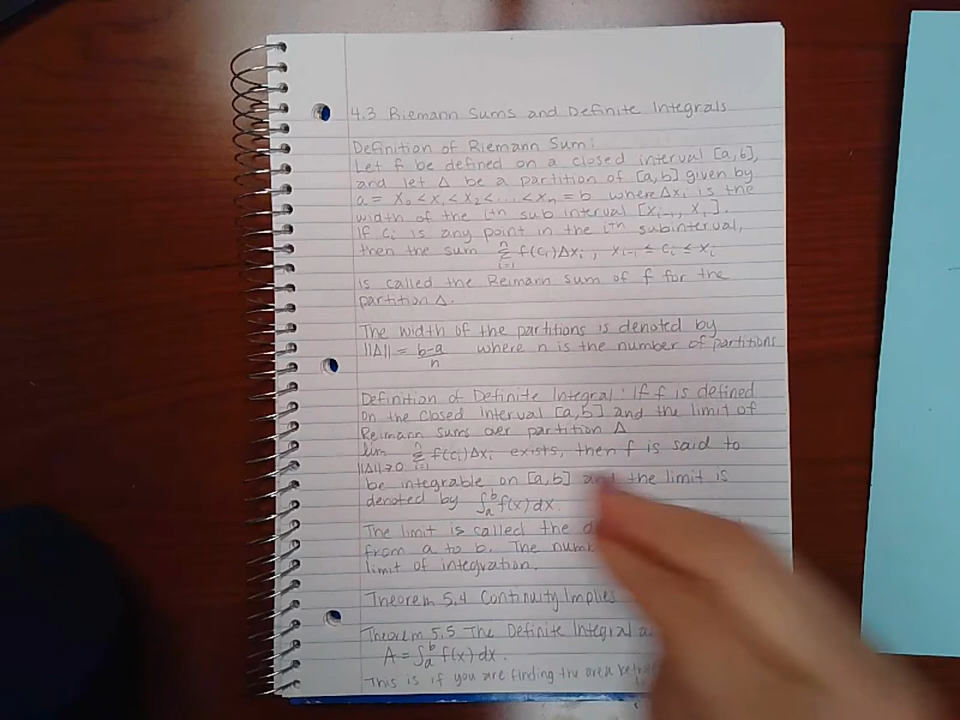 4.3 Riemann Sums and Definite Integrals
Definition of Riemann Sum:
Let f be defined on a closed interval [a,b],
and let Δ be a partition of [a,b] given by
a = x₀ < x₁ < x₂ < ... < xₙ = b where Δxᵢ is the
width of the ith sub interval [xᵢ₋₁, xᵢ].
If cᵢ is any point in the ith subinterval,
then the sum Σⁿᵢ₌₁ f(cᵢ)Δxᵢ, xᵢ₋₁ ≤ cᵢ ≤ xᵢ
is called the Reimann sum of f for the
partition Δ.
The width of the partitions is denoted by
||Δ|| = b-a/n where n is the number of partitions
Definition of Definite Integral: If f is defined
on the closed interval [a,b] and the limit of
Reimann sums over partition Δ
lim ||Δ||→0 Σⁿᵢ₌₁ f(cᵢ)Δxᵢ exists, then f is said to
be integrable on [a,b] and the limit is
denoted by ∫ₐᵇ f(x)dx.
The limit is called the
from a to b. The
limit of integration.
Theorem 5.4 Continuity Implies
Theorem 5.5 The Definite Integral
A = ∫ₐᵇ f(x)dx.
This is if you are finding the area